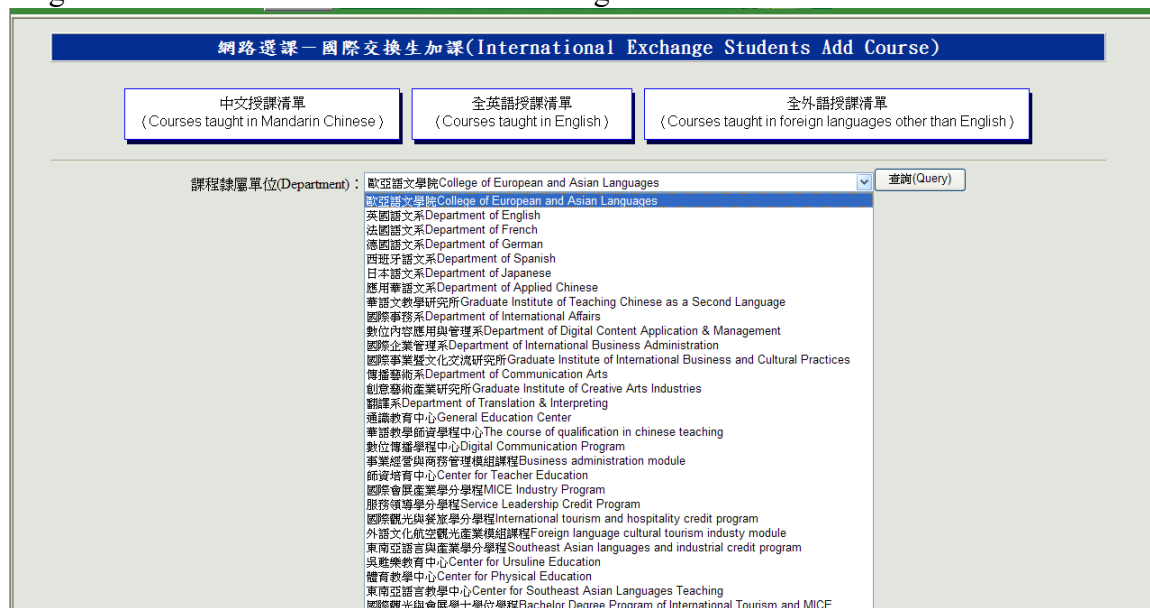 網路選課－國際交換生加課(International Exchange Students Add Course)
中文授課清單
(Courses taught in Mandarin Chinese)
全英語授課清單
(Courses taught in English)
全外語授課清單
(Courses taught in foreign languages other than English)
課程隸屬單位(Department)：歐亞語文學院College of European and Asian Languages 查詢(Query)
歐亞語文學院College of European and Asian Languages
英國語文系Department of English
法國語文系Department of French
德國語文系Department of German
西班牙語文系Department of Spanish
日本語文系Department of Japanese
應用華語文系Department of Applied Chinese
華語文教學研究所Graduate Institute of Teaching Chinese as a Second Language
國際事務系Department of International Affairs
數位內容應用與管理系Department of Digital Content Application & Management
國際企業管理系Department of International Business Administration
國際事業暨文化交流研究所Graduate Institute of International Business and Cultural Practices
傳播藝術系Department of Communication Arts
創意藝術產業研究所Graduate Institute of Creative Arts Industries
翻譯系Department of Translation & Interpreting
通識教育中心General Education Center
華語教學師資學程中心The course of qualification in chinese teaching
數位傳播學程中心Digital Communication Program
事業經營與商務管理模組課程Business administration module
師資培育中心Center for Teacher Education
國際會展產業學分學程MICE Industry Program
服務領導學分學程Service Leadership Credit Program
國際觀光與餐旅學分學程International tourism and hospitality credit program
外語文化航空觀光產業模組課程Foreign language cultural tourism industy module
東南亞語言與產業學分學程Southeast Asian languages and industrial credit program
吳甦樂教育中心Center for Ursuline Education
體育教學中心Center for Physical Education
東南亞語言教學中心Center for Southeast Asian Languages Teaching
國際觀光與會展學士學位學程Bachelor Degree Program of International Tourism and MICE